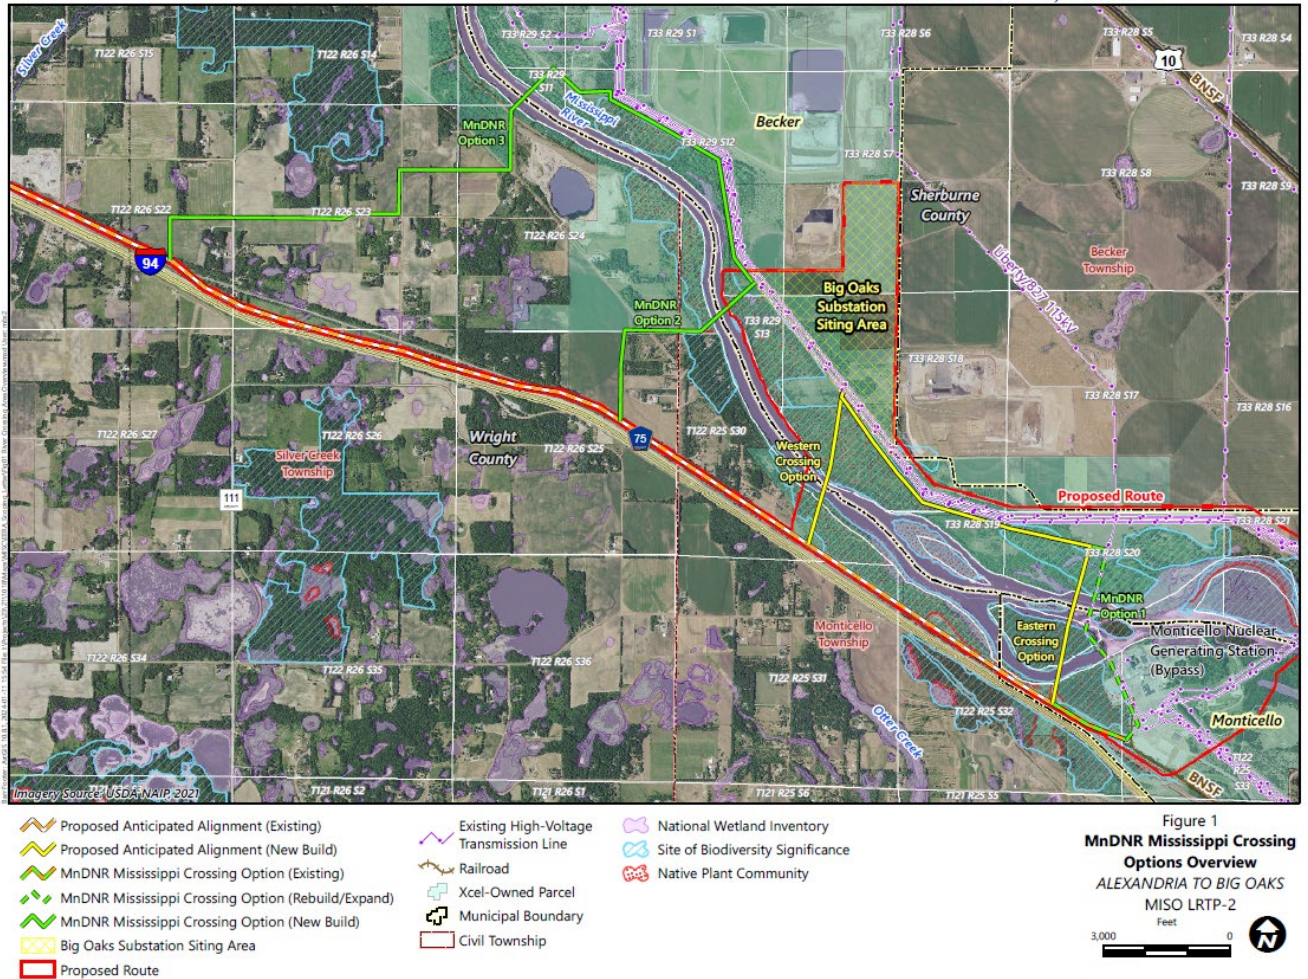 Silver Creek
T122 R26 S15
T122 R26 S14
T33 R29 S2
T33 R29 S1
T33 R28 S6
T33 R28 S5
T33 R28 S4
10
BNSF
T33 R29
S11
Mississippi
River
MnDNR
Option 3
Becker
T33 R29 S12
T33 R28 S7
T33 R28 S8
T33 R28 S9
Sherburne
County
T122 R26 S22
T122 R26 S23
T122 R26 S24
94
Becker
Township
Liberty/827 115kV
Big Oaks
Substation
Siting Area
MnDNR
Option 2
T33 R29
S13
T33 R28 S18
T33 R28 S17
T33 R28 S16
T122 R26 S27
T122 R26 S26
T122 R26 S25
T122 R25 S30
75
Wright
County
Silver Creek
Township
111
Western
Crossing
Option
Proposed Route
T33 R28 S19
T33 R28 S21
T33 R28 S20
MnDNR
Option 1
Eastern
Crossing
Option
Monticello
Township
Monticello Nuclear
Generating Station
(Bypass)
T122 R26 S34
T122 R26 S35
T122 R26 S36
T122 R25 S31
T122 R25 S32
Otter Creek
Monticello
T122
R25
S33
BNSF
T121 R26 S2
T121 R26 S1
T121 R25 S6
T121 R25 S5
Imagery Source: USDA NAIP, 2021
Proposed Anticipated Alignment (Existing)
Proposed Anticipated Alignment (New Build)
MnDNR Mississippi Crossing Option (Existing)
MnDNR Mississippi Crossing Option (Rebuild/Expand)
MnDNR Mississippi Crossing Option (New Build)
Big Oaks Substation Siting Area
Proposed Route
Existing High-Voltage
Transmission Line
Railroad
Xcel-Owned Parcel
Municipal Boundary
Civil Township
National Wetland Inventory
Site of Biodiversity Significance
Native Plant Community
Figure 1
MnDNR Mississippi Crossing
Options Overview
ALEXANDRIA TO BIG OAKS
MISO LRTP-2
Feet
3,000 0
N